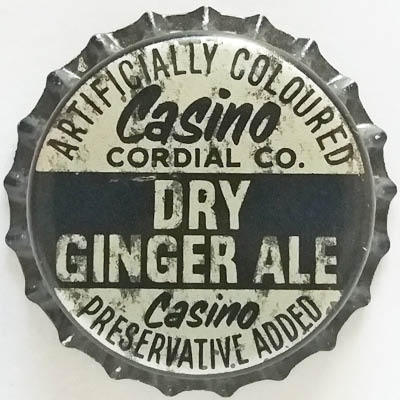 ARTIFICIALLY COLOURED
Casino
CORDIAL CO.
DRY
GINGER ALE
Casino
PRESERVATIVE ADDED